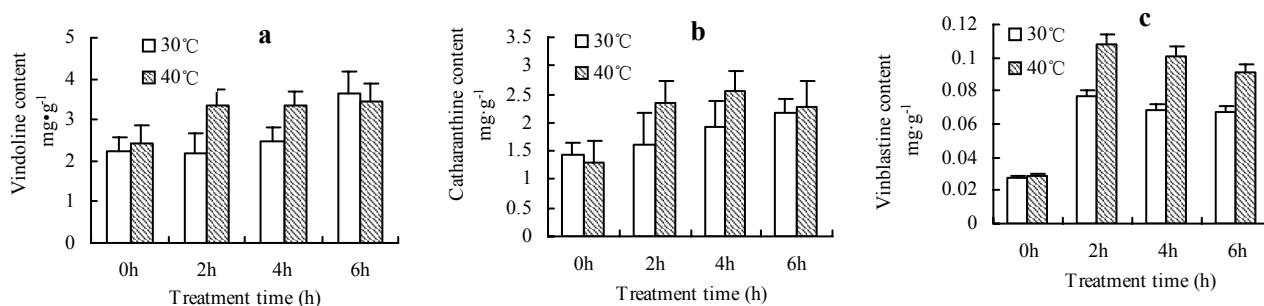 a
30℃
40℃
Vindoline content
mg•g-1
5
4
3
2
1
0
0h 2h 4h 6h
Treatment time (h)
b
30℃
40℃
Catharanthine content
mg·g-1
3.5
3
2.5
2
1.5
1
0.5
0
0h 2h 4h 6h
Treatment time (h)
c
30℃
40℃
Vinblastine content
mg·g-1
0.12
0.1
0.08
0.06
0.04
0.02
0
0h 2h 4h 6h
Treatment time (h)